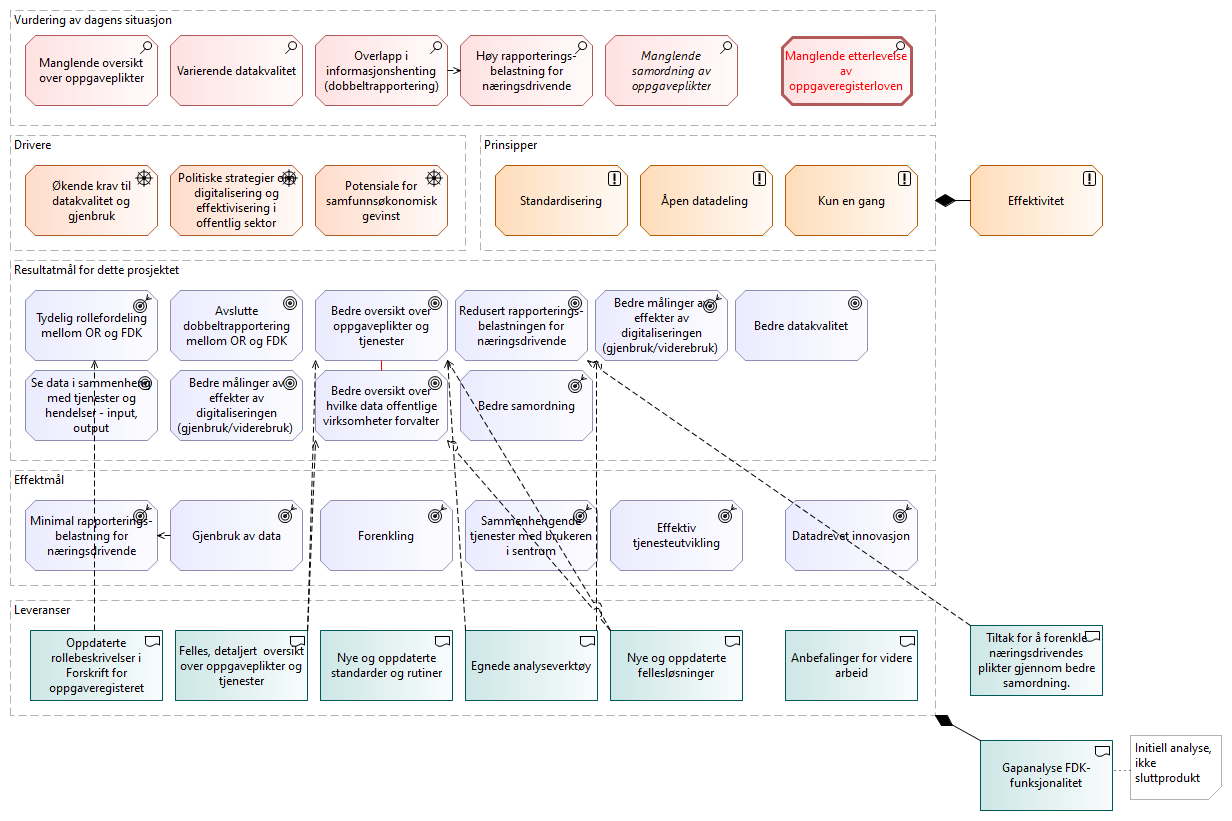 Vurdering av dagens situasjon
Manglende oversikt
over oppgaveplikter
Varierende datakvalitet
Overlapp i
informasjonshenting
(dobbeltrapportering)
Høy rapporterings-
belastning for
næringsdrivende
Manglende
samordning av
oppgaveplikter
Manglende etterlevelse
av
oppgaveregisterloven
Drivere
Økende krav til
datakvalitet og
gjenbruk
Politiske strategier om
digitalisering og
effektivisering i
offentlig sektor
Potensiale for
samfunnsøkonomisk
gevinst
Prinsipper
Standardisering
Åpen datadeling
Kun en gang
Effektivitet
Resultatmål for dette prosjektet
Tydelig rollefordeling
mellom OR og FDK
Avslutte
dobbeltrapportering
mellom OR og FDK
Bedre oversikt over
oppgaveplikter og
tjenester
Redusert rapporterings-
belastningen for
næringsdrivende
Bedre målinger av
effekter av
digitaliseringen
(gjenbruk/viderebruk)
Bedre datakvalitet
Se data i sammenheng
med tjenester og
hendelser - input,
output
Bedre målinger av
effekter av
digitaliseringen
(gjenbruk/viderebruk)
Bedre oversikt over
hvilke data offentlige
virksomheter forvalter
Bedre samordning
Effektmål
Minimal rapporterings-
belastning for
næringsdrivende
Gjenbruk av data
Forenkling
Sammenhengende
tjenester med brukeren
i sentrum
Effektiv
tjenesteutvikling
Datadrevet innovasjon
Leveranser
Oppdaterte
rollebeskrivelser i
Forskrift for
oppgaveregisteret
Felles, detaljert oversikt
over oppgaveplikter og
tjenester
Nye og oppdaterte
standarder og rutiner
Egnede analyseverktøy
Nye og oppdaterte
fellesløsninger
Anbefalinger for videre
arbeid
Tiltak for å forenkle
næringsdrivendes
plikter gjennom bedre
samordning.
Gapanalyse FDK-
funksjonalitet
Initiell analyse,
ikke
sluttprodukt